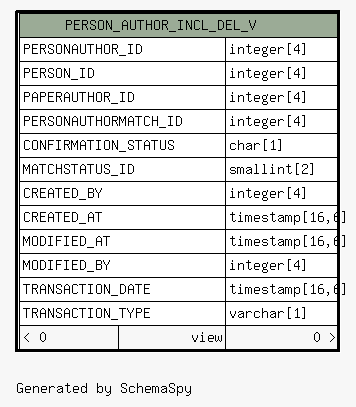 PERSON_AUTHOR_INCL_DEL_V
PERSONAUTHOR_ID integer[4]
PERSON_ID integer[4]
PAPERAUTHOR_ID integer[4]
PERSONAUTHORMATCH_ID integer[4]
CONFIRMATION_STATUS char[1]
MATCHSTATUS_ID smallint[2]
CREATED_BY integer[4]
CREATED_AT timestamp[16,6]
MODIFIED_AT timestamp[16,6]
MODIFIED_BY integer[4]
TRANSACTION_DATE timestamp[16,6]
TRANSACTION_TYPE varchar[1]
< 0 view 0 >
Generated by SchemaSpy